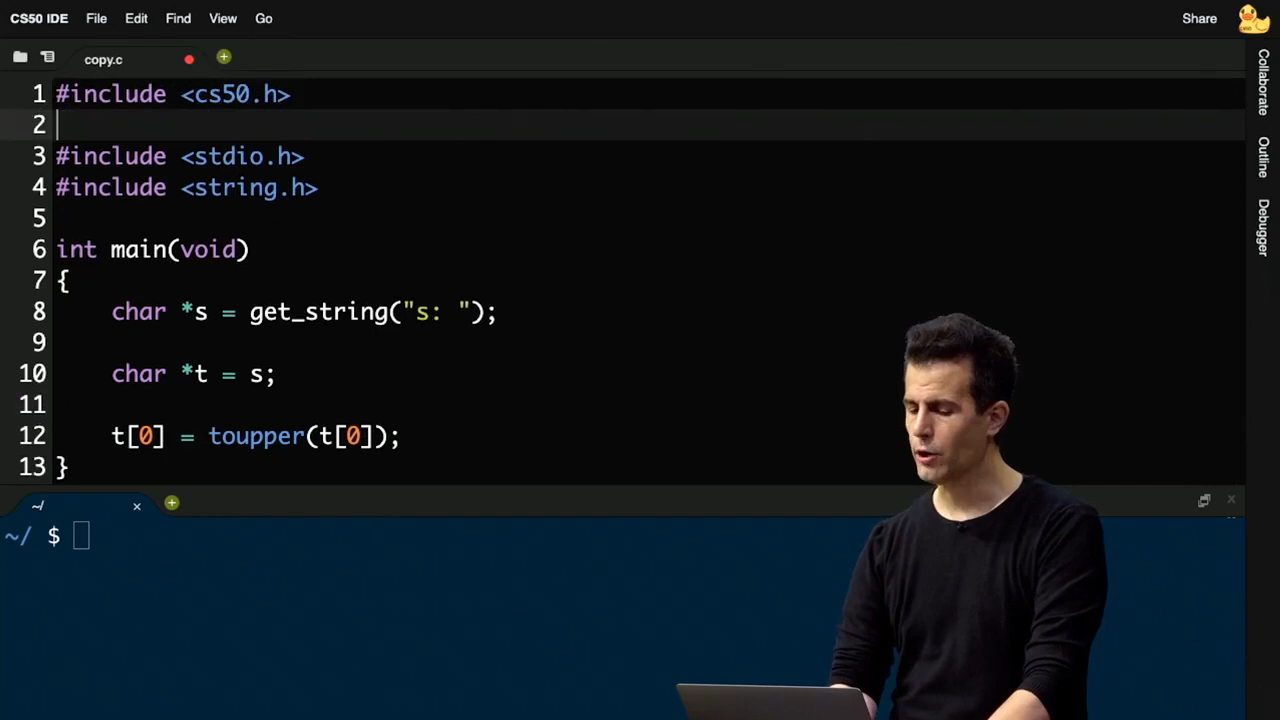 CS50 IDE File Edit Find View Go Share
copy.c
1 #include <cs50.h>
2
3 #include <stdio.h>
4 #include <string.h>
5
6 int main(void)
7 {
8     char *s = get_string("s: ");
9
10     char *t = s;
11
12     t[0] = toupper(t[0]);
13 }
~/
~/ $
Collaborate
Outline
Debugger